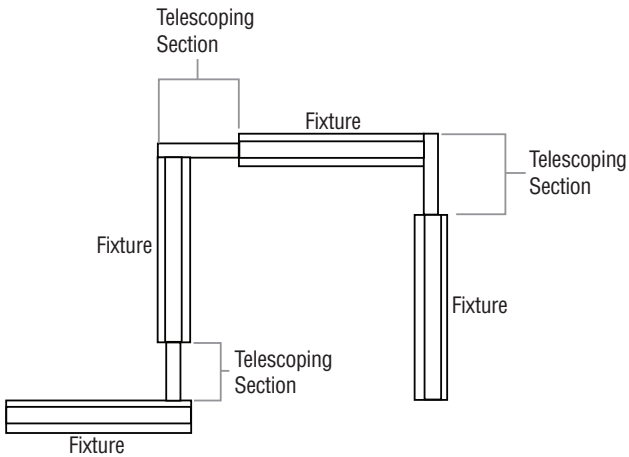 Telescoping
Section
Fixture
Telescoping
Section
Fixture
Fixture
Telescoping
Section
Fixture